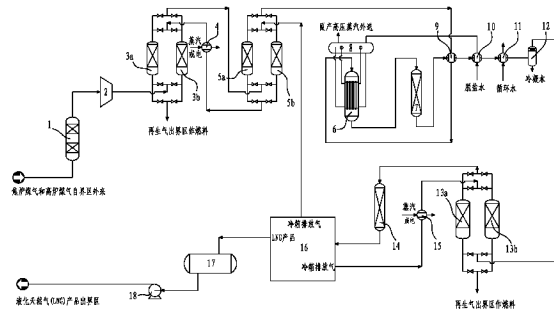 副产高压蒸汽外送
蒸汽
或电
4
8
9
10
11
12
3a
3b
5a
5b
2
6
7
脱盐水
循环水
冷凝水
1
再生气出界区作燃料
焦炉煤气和高炉煤气自界区外来
蒸汽
或电
13a
13b
冷箱排放气
LNG产品
16
14
15
17
冷箱排放气
18
液化天然气(LNG)产品出界区
再生气出界区作燃料